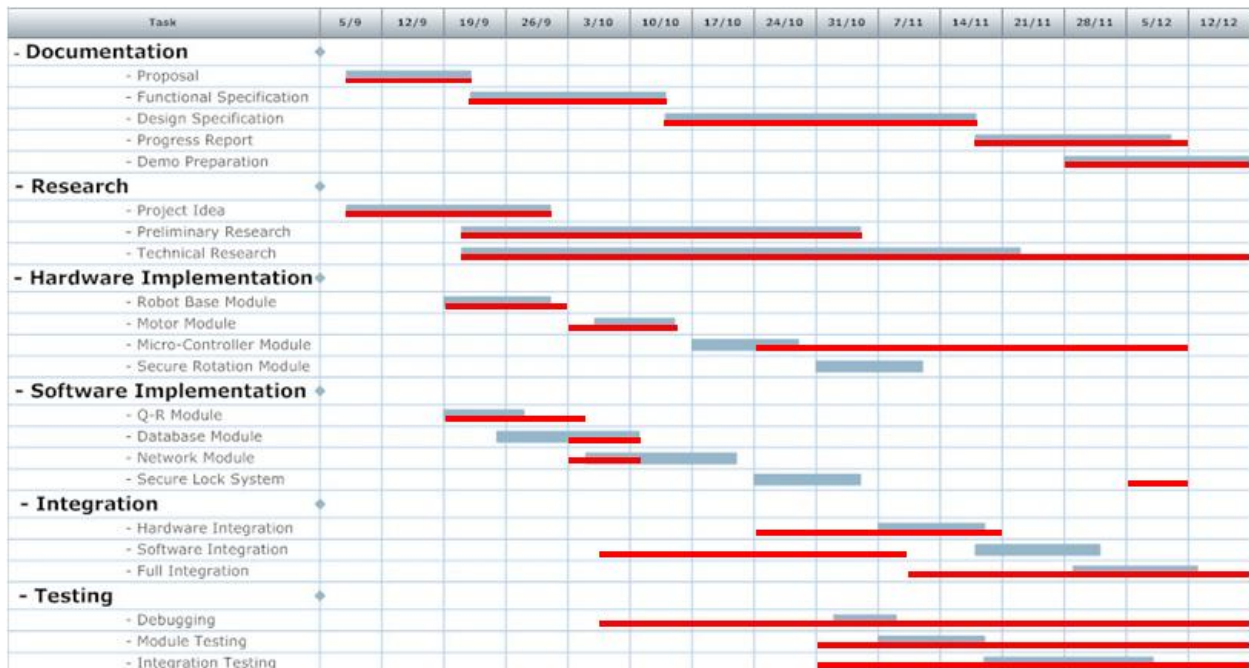 Task 5/9 12/9 19/9 26/9 3/10 10/10 17/10 24/10 31/10 7/11 14/11 21/11 28/11 5/12 12/12
- Documentation
- Proposal
- Functional Specification
- Design Specification
- Progress Report
- Demo Preparation
- Research
- Project Idea
- Preliminary Research
- Technical Research
- Hardware Implementation
- Robot Base Module
- Motor Module
- Micro-Controller Module
- Secure Rotation Module
- Software Implementation
- Q-R Module
- Database Module
- Network Module
- Secure Lock System
- Integration
- Hardware Integration
- Software Integration
- Full Integration
- Testing
- Debugging
- Module Testing
- Integration Testing